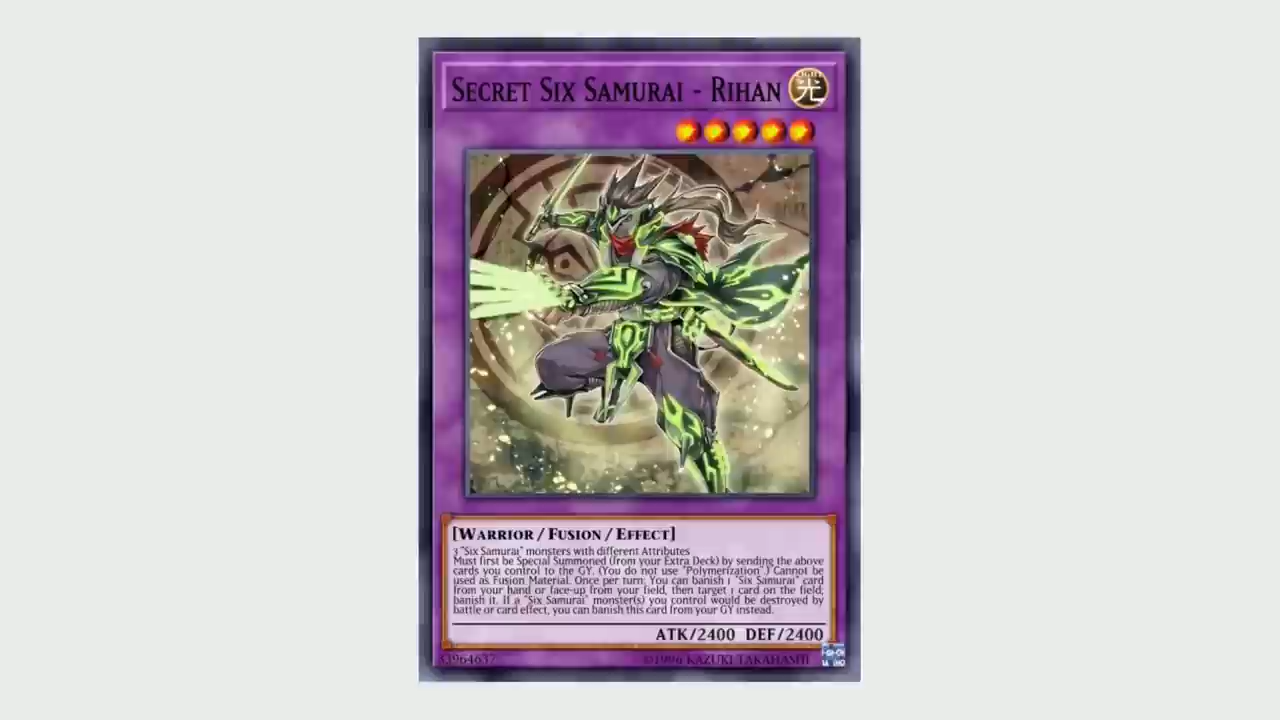 SECRET SIX SAMURAI - RIHAN
LIGHT
光
[WARRIOR / FUSION / EFFECT]
3 "Six Samurai" monsters with different Attributes
Must first be Special Summoned (from your Extra Deck) by sending the above
cards you control to the GY. (You do not use "Polymerization".) Cannot be
used as Fusion Material. Once per turn: You can banish 1 "Six Samurai" card
from your hand or face-up from your field, then target 1 card on the field;
banish it. If a "Six Samurai" monster(s) you control would be destroyed by
battle or card effect, you can banish this card from your GY instead.
ATK/2400 DEF/2400
33964637 ©1996 KAZUKI TAKAHASHI